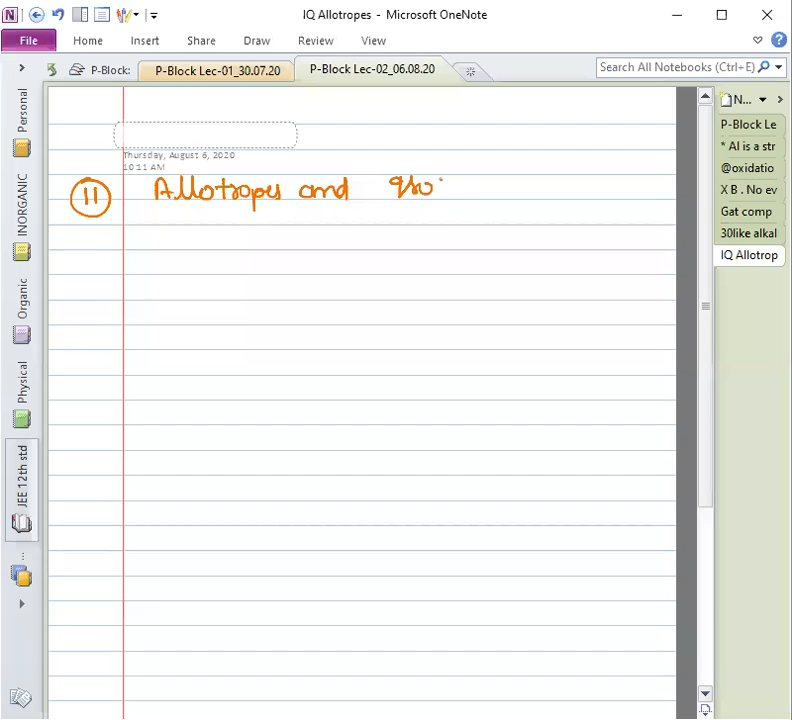 IQ Allotropes - Microsoft OneNote
File Home Insert Share Draw Review View
P-Block: P-Block Lec-01_30.07.20 P-Block Lec-02_06.08.20 Search All Notebooks (Ctrl+E)
N...
Personal
INORGANIC
Organic
Physical
JEE 12th std
Thursday, August 6, 2020
10:11 AM
11 Allotropes and
P-Block Le
* Al is a str
@oxidatio
X B . No ev
Gat comp
30like alkal
IQ Allotrop